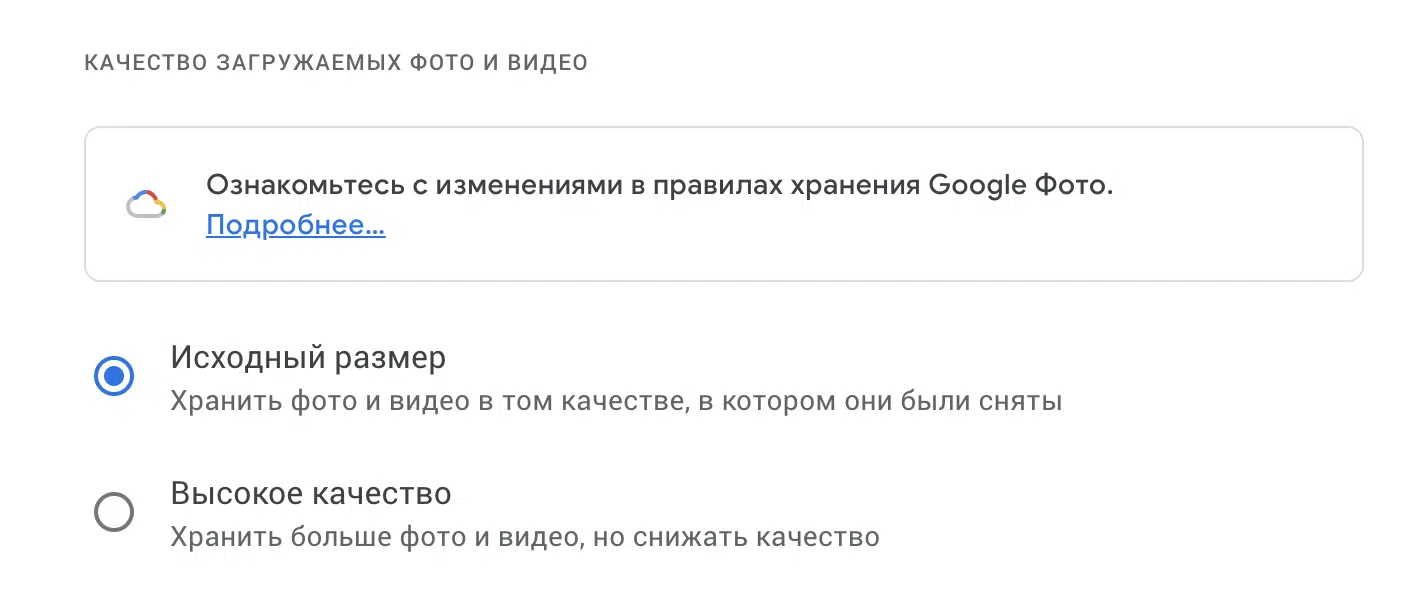 КАЧЕСТВО ЗАГРУЖАЕМЫХ ФОТО И ВИДЕО
Ознакомьтесь с изменениями в правилах хранения Google Фото.
Подробнее…
Исходный размер
Хранить фото и видео в том качестве, в котором они были сняты
Высокое качество
Хранить больше фото и видео, но снижать качество